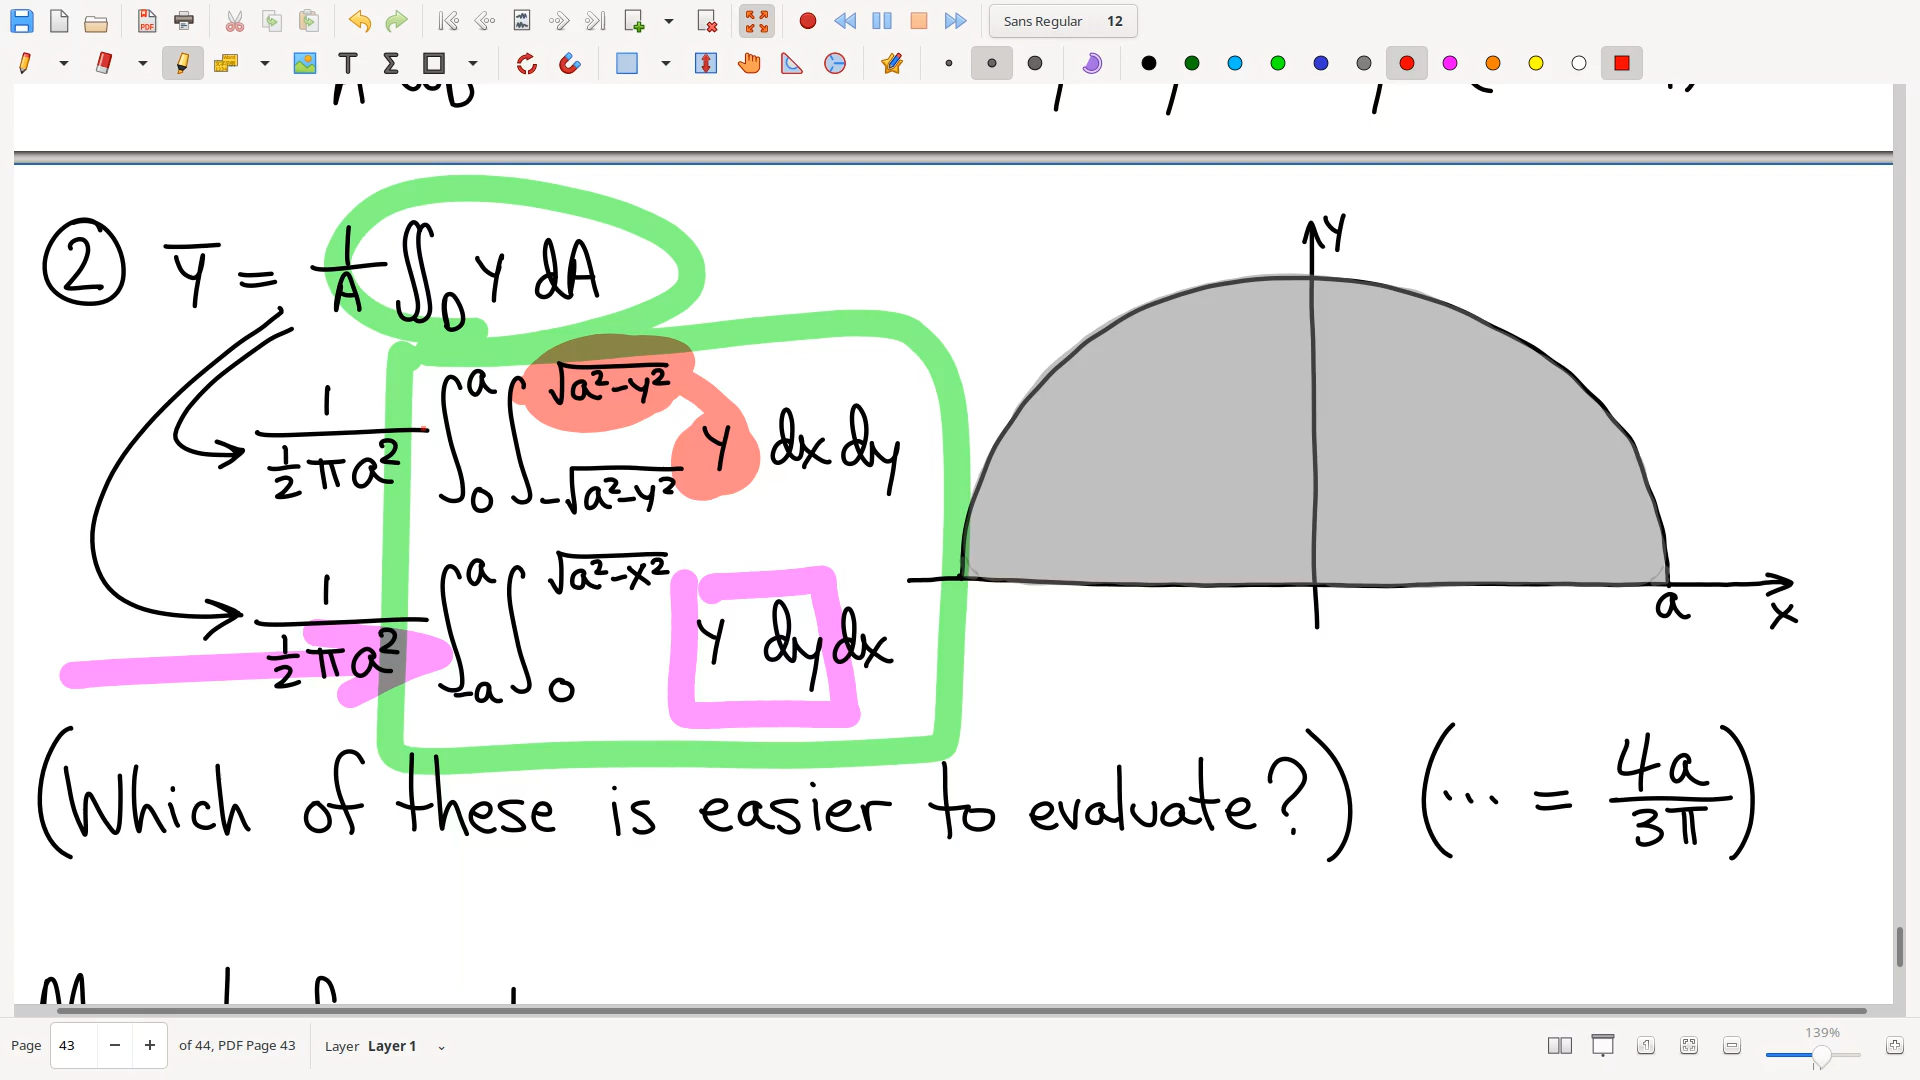 Sans Regular 12
② Y̅ = 1/A ∬_D y dA
1/(½πa²) ∫_0^a ∫_{-√(a²-y²)}^{√(a²-y²)} y dx dy
1/(½πa²) ∫_{-a}^a ∫_0^{√(a²-x²)} y dy dx
y
a
x
(Which of these is easier to evaluate?) (... = 4a/3π)
Page 43 of 44, PDF Page 43 Layer Layer 1 139%